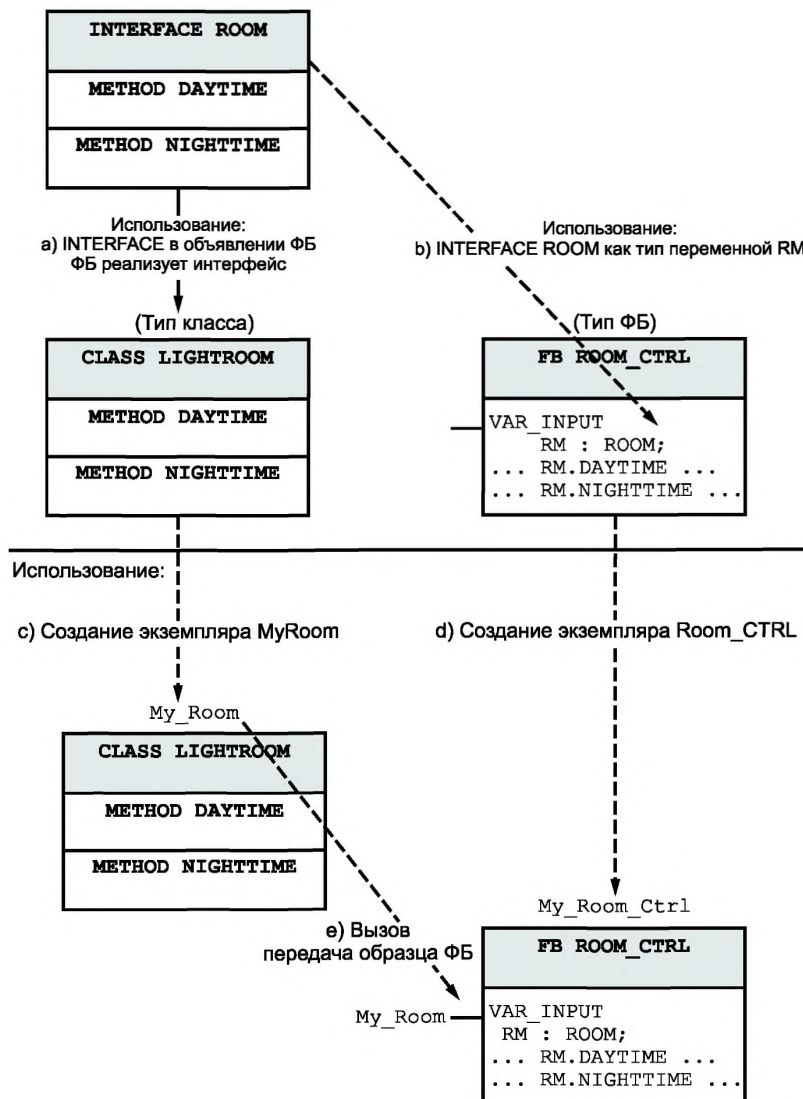 INTERFACE ROOM
METHOD DAYTIME
METHOD NIGHTTIME
Использование:
a) INTERFACE в объявлении ФБ
ФБ реализует интерфейс
Использование:
b) INTERFACE ROOM как тип переменной RM
(Тип класса)
CLASS LIGHTROOM
METHOD DAYTIME
METHOD NIGHTTIME
(Тип ФБ)
FB ROOM_CTRL
VAR_INPUT
RM : ROOM;
... RM.DAYTIME ...
... RM.NIGHTTIME ...
Использование:
c) Создание экземпляра MyRoom
d) Создание экземпляра Room_CTRL
My_Room
CLASS LIGHTROOM
METHOD DAYTIME
METHOD NIGHTTIME
e) Вызов
передача образца ФБ
My_Room_Ctrl
FB ROOM_CTRL
My_Room
VAR_INPUT
RM : ROOM;
... RM.DAYTIME ...
... RM.NIGHTTIME ...